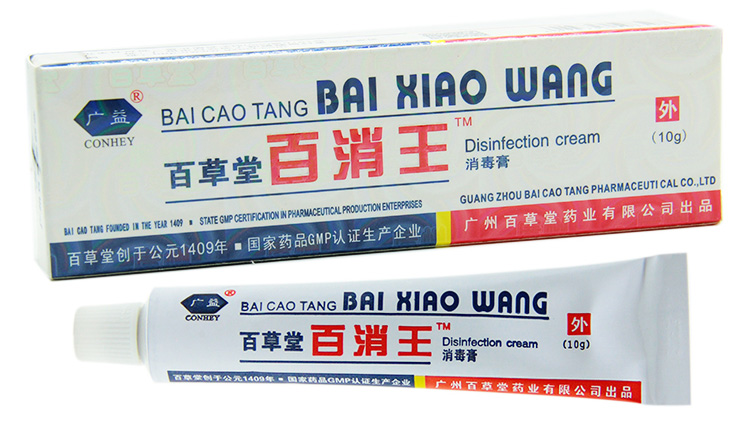 广益®
CONHEY
BAI CAO TANG BAI XIAO WANG
百草堂 百消王™
Disinfection cream
消毒膏
外
(10g)
GUANG ZHOU BAI CAO TANG PHARMACEUTI CAL CO.,LTD
BAI CAO TANG FOUNDED IN THE YEAR 1409 ■ STATE GMP CERTIFICATION IN PHARMACEUTICAL PRODUCTION ENTERPRISES
百草堂创于公元1409年 ■ 国家药品GMP认证生产企业
广州百草堂药业有限公司出品
广益®
CONHEY
BAI CAO TANG BAI XIAO WANG
百草堂 百消王™
Disinfection cream
消毒膏
外
(10g)
百草堂创于公元1409年 ■ 国家药品GMP认证生产企业
广州百草堂药业有限公司出品